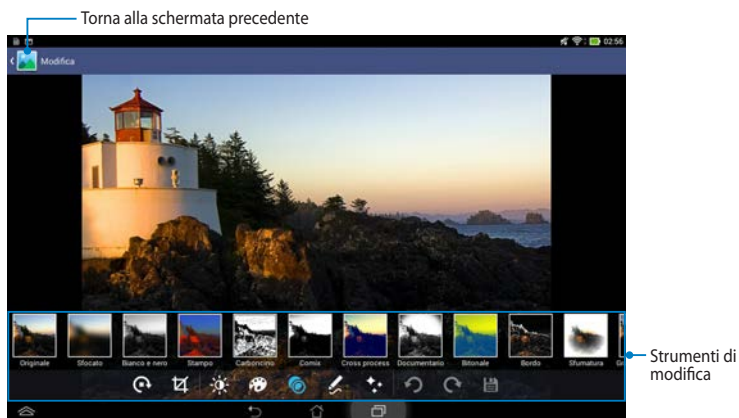 Torna alla schermata precedente
02:56
Modifica
Originale Sfocato Bianco e nero Stampo Carboncino Comix Cross process Documentario Bitonale Bordo Sfumatura
Strumenti di
modifica